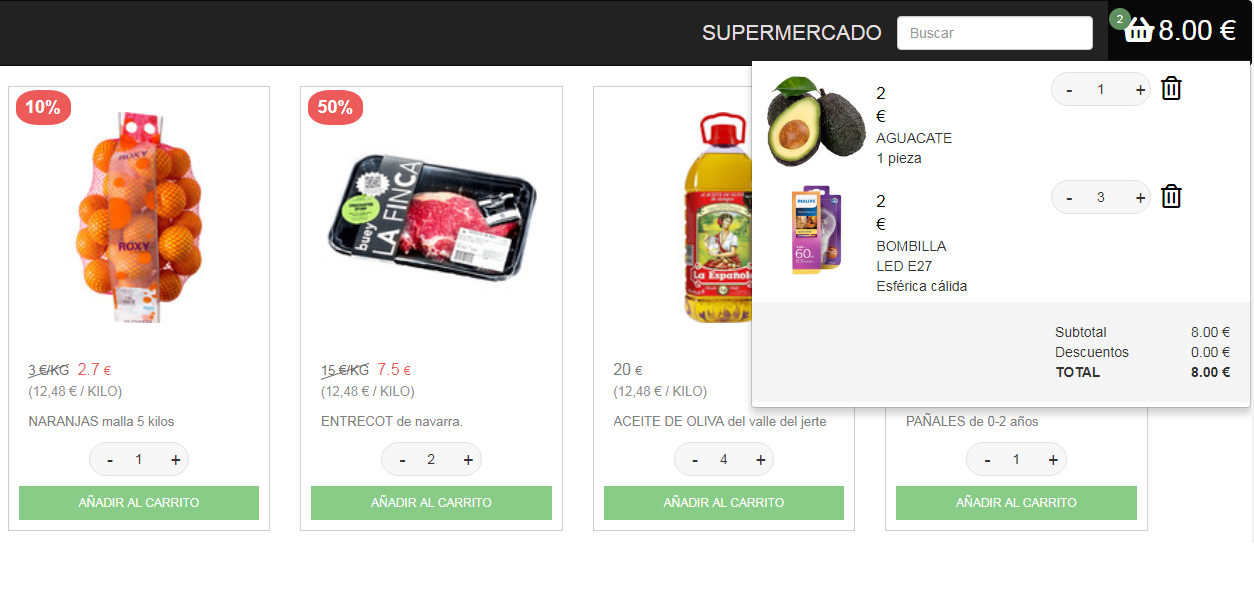 SUPERMERCADO
Buscar
2
8.00 €
10%
ROXY
ROXY
3 €/KG 2.7 €
(12,48 € / KILO)
NARANJAS malla 5 kilos
- 1 +
AÑADIR AL CARRITO
50%
buey
LA FINCA
15 €/KG 7.5 €
(12,48 € / KILO)
ENTRECOT de navarra.
- 2 +
AÑADIR AL CARRITO
La Española
20 €
(12,48 € / KILO)
ACEITE DE OLIVA del valle del jerte
- 4 +
AÑADIR AL CARRITO
PAÑALES de 0-2 años
- 1 +
AÑADIR AL CARRITO
2
€
AGUACATE
1 pieza
- 1 +
PHILIPS
60
2
€
BOMBILLA
LED E27
Esférica cálida
- 3 +
Subtotal 8.00 €
Descuentos 0.00 €
TOTAL 8.00 €